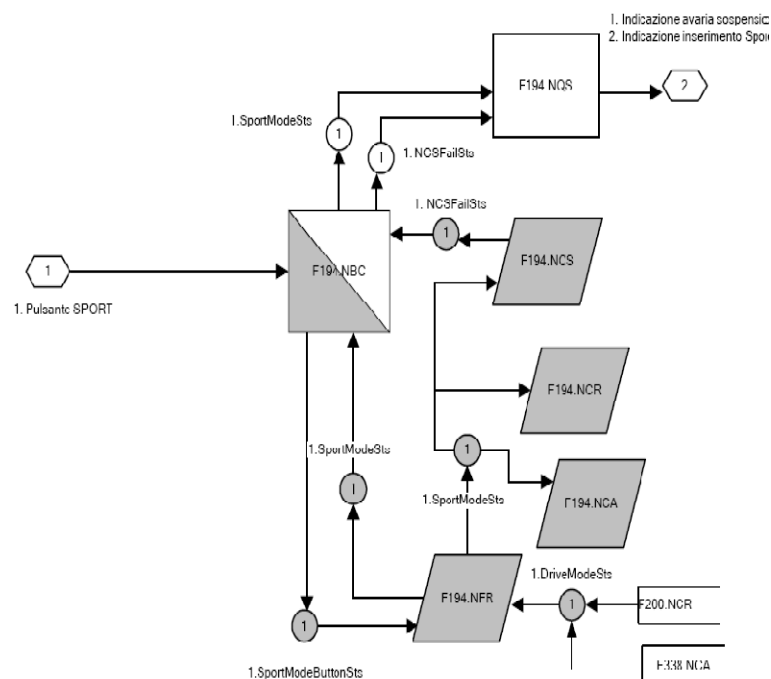 1. Indicazione avaria sospensio
2. Indicazione inserimento Spor
F194.NQS
2
1.SportModeSts
1
1
1. NCSFailSts
1. NCSFailSts
1
F194.NCS
F194.NBC
1
1. Pulsante SPORT
F194.NCR
1.SportModeSts
1
1
1.SportModeSts
F194.NCA
1.DriveModeSts
F194.NFR
1
F200.NCR
1
1.SportModeButtonSts
F338.NCA